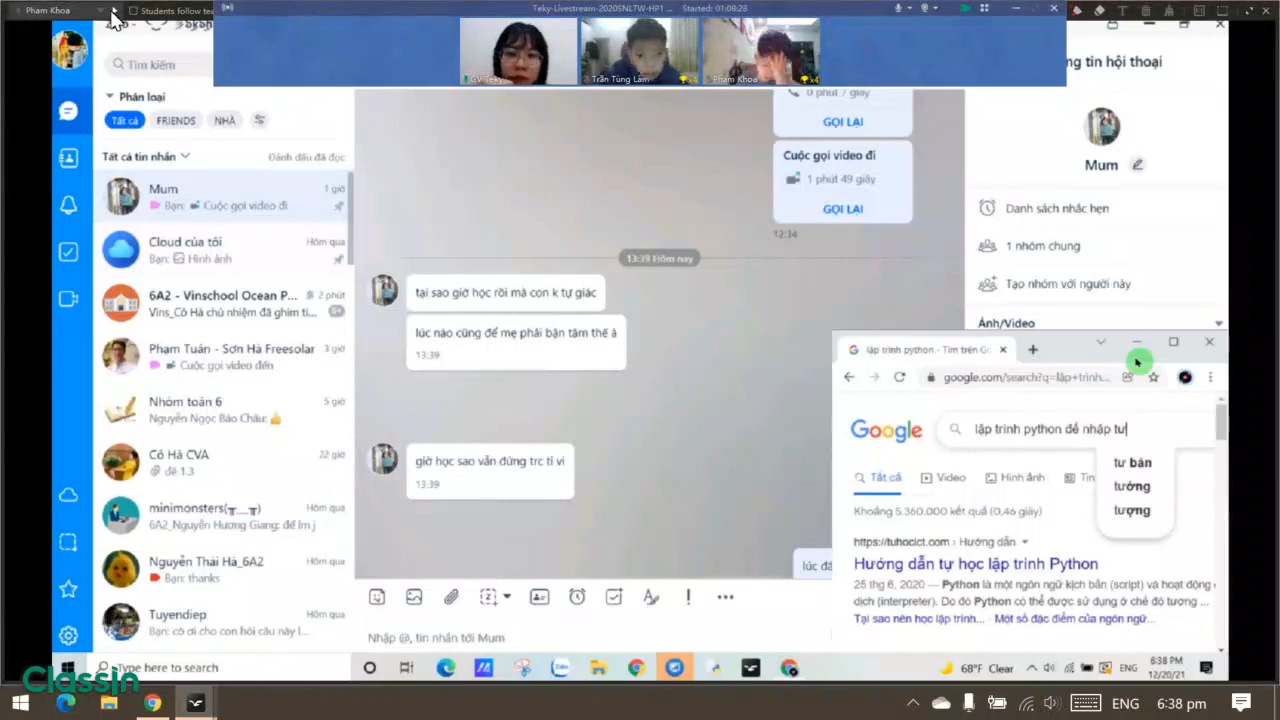 Pham Khoa
Students follow tea
Teky-Livestream-2020SNLTW-HP1 ...
Started: 01:08:28
GV Teky
Trần Tùng Lâm
x4
Pham Khoa
x4
Tìm kiếm
Phân loại
Tất cả
FRIENDS
NHÀ
Tất cả tin nhắn
Đánh dấu đã đọc
Mum
1 giờ
Bạn: Cuộc gọi video đi
Cloud của tôi
Hôm qua
Bạn: Hình ảnh
6A2 - Vinschool Ocean P...
2 phút
Vins_Cô Hà chủ nhiệm đã ghim ti...
5+
Phạm Tuân - Sơn Hà Freesolar
3 giờ
Cuộc gọi video đến
Nhóm toán 6
5 giờ
Nguyễn Ngọc Bảo Châu:
Cô Hà CVA
22 giờ
đề 1.3
minimonsters(╥﹏╥)
Hôm qua
6A2_Nguyễn Hương Giang: để lm j
Nguyễn Thai Hà_6A2
Hôm qua
Bạn: thanks
Tuyendiep
Hôm qua
Bạn: cô ơi cho con hỏi câu này l...
0 phút 7 giây
GỌI LẠI
Cuộc gọi video đi
1 phút 49 giây
GỌI LẠI
12:34
13:39 Hôm nay
tại sao giờ học rồi mà con k tự giác
lúc nào cũng để mẹ phải bận tâm thế à
13:39
giờ học sao vẫn đứng trc ti vi
13:39
lúc đấ
Nhập @, tin nhắn tới Mum
ng tin hội thoại
Mum
Danh sách nhắc hẹn
1 nhóm chung
Tạo nhóm với người này
Ảnh/Video
lập trình python - Tìm trên Go
google.com/search?q=lập+trình...
Google
lập trình python để nhập tư
tư bản
tướng
tượng
Tất cả
Video
Hình ảnh
Tin
Khoảng 5.360.000 kết quả (0,46 giây)
https://tuhocict.com › Hướng dẫn
Hướng dẫn tự học lập trình Python
25 thg 6, 2020 — Python là một ngôn ngữ kịch bản (script) và hoạt động
dịch (interpreter). Do đó Python có thể được sử dụng ở chế độ tương ...
Tại sao nên học lập trình... · Một số đặc điểm của ngôn ngữ...
Type here to search
68°F Clear
ENG
6:38 PM
12/20/21
ClassIn
ENG
6:38 pm